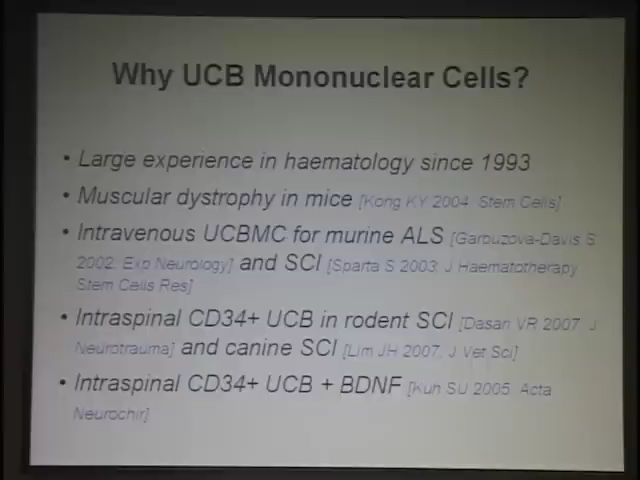 Why UCB Mononuclear Cells?
• Large experience in haematology since 1993
• Muscular dystrophy in mice [Kong KY 2004. Stem Cells]
• Intravenous UCBMC for murine ALS [Garbuzova-Davis S
2002. Exp Neurology] and SCI [Sparta S 2003. J Haematotherapy
Stem Cells Res]
• Intraspinal CD34+ UCB in rodent SCI [Dasari VR 2007. J
Neurotrauma] and canine SCI [Lim JH 2007. J Vet Sci]
• Intraspinal CD34+ UCB + BDNF [Kuh SU 2005. Acta
Neurochir]